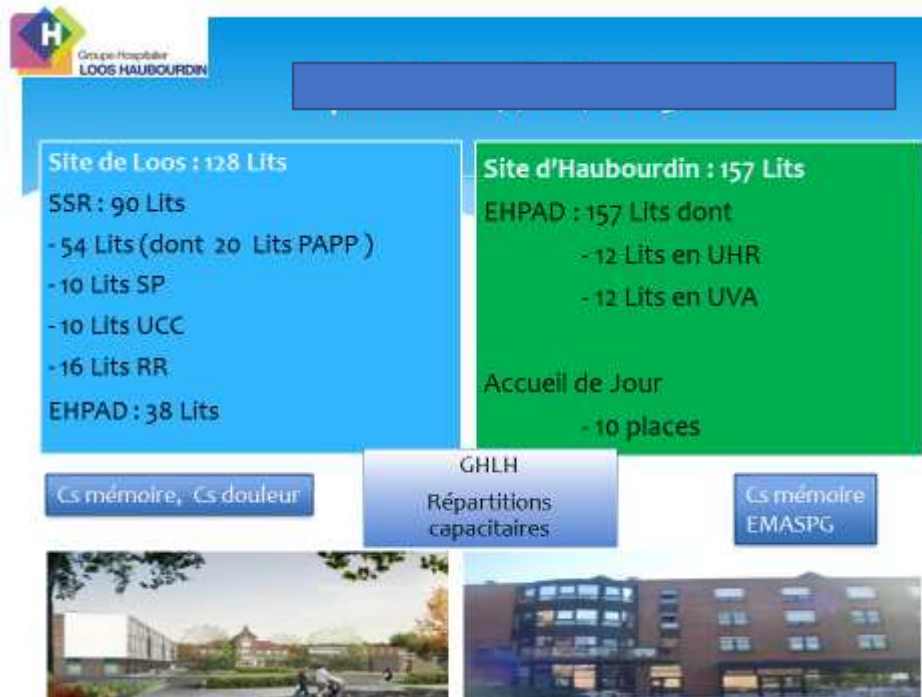 H
Groupe Hospitalier
LOOS HAUBOURDIN
Site de Loos : 128 Lits
SSR : 90 Lits
- 54 Lits (dont 20 Lits PAPP )
- 10 Lits SP
- 10 Lits UCC
- 16 Lits RR
EHPAD : 38 Lits
Site d'Haubourdin : 157 Lits
EHPAD : 157 Lits dont
- 12 Lits en UHR
- 12 Lits en UVA
Accueil de Jour
- 10 places
GHLH
Répartitions
capacitaires
Cs mémoire, Cs douleur
Cs mémoire
EMASPG